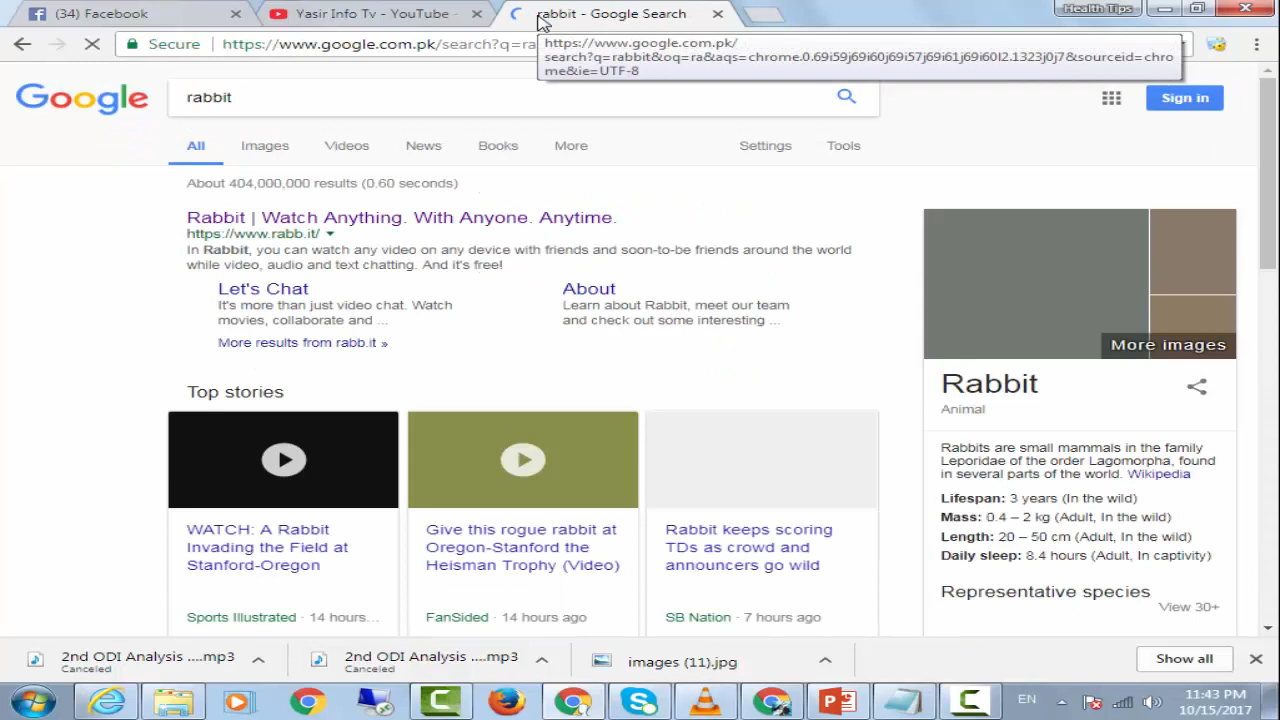 (34) Facebook
Yasir Info Tv - YouTube
rabbit - Google Search
Health Tips
Secure
https://www.google.com.pk/search?q=ra
https://www.google.com.pk/
search?q=rabbit&oq=ra&aqs=chrome.0.69i59j69i60j69i57j69i61j69i60l2.1323j0j7&sourceid=chro
me&ie=UTF-8
Google
rabbit
Sign in
All
Images
Videos
News
Books
More
Settings
Tools
About 404,000,000 results (0.60 seconds)
Rabbit | Watch Anything. With Anyone. Anytime.
https://www.rabb.it/
In Rabbit, you can watch any video on any device with friends and soon-to-be friends around the world
while video, audio and text chatting. And it's free!
Let's Chat
It's more than just video chat. Watch
movies, collaborate and ...
About
Learn about Rabbit, meet our team
and check out some interesting ...
More results from rabb.it »
Top stories
WATCH: A Rabbit
Invading the Field at
Stanford-Oregon
Sports Illustrated · 14 hours...
Give this rogue rabbit at
Oregon-Stanford the
Heisman Trophy (Video)
FanSided · 14 hours ago
Rabbit keeps scoring
TDs as crowd and
announcers go wild
SB Nation · 7 hours ago
More images
Rabbit
Animal
Rabbits are small mammals in the family
Leporidae of the order Lagomorpha, found
in several parts of the world. Wikipedia
Lifespan: 3 years (In the wild)
Mass: 0.4 – 2 kg (Adult, In the wild)
Length: 20 – 50 cm (Adult, In the wild)
Daily sleep: 8.4 hours (Adult, In captivity)
Representative species
View 30+
2nd ODI Analysis ....mp3
Canceled
2nd ODI Analysis ....mp3
Canceled
images (11).jpg
Show all
EN
11:43 PM
10/15/2017